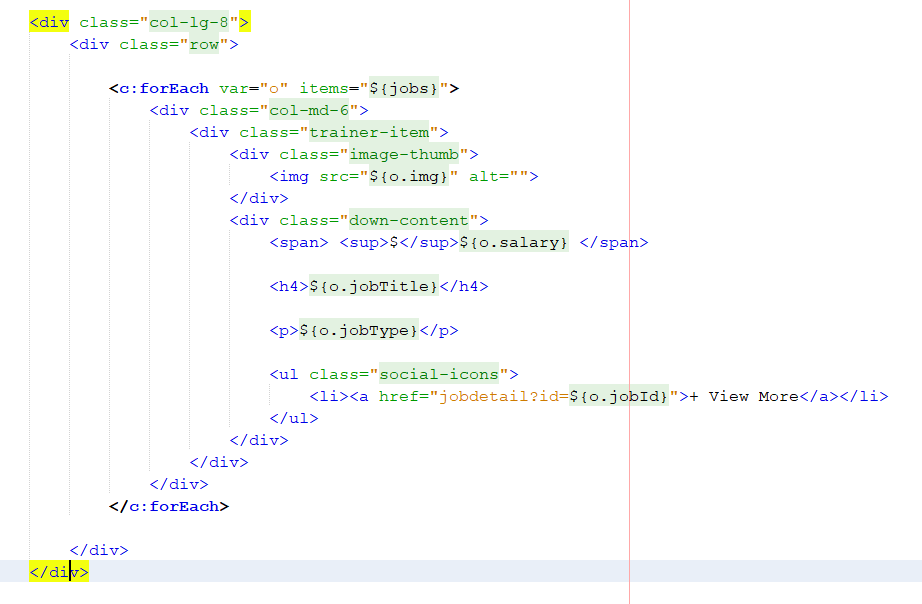 <div class="col-lg-8">
<div class="row">
<c:forEach var="o" items="${jobs}">
<div class="col-md-6">
<div class="trainer-item">
<div class="image-thumb">
<img src="${o.img}" alt="">
</div>
<div class="down-content">
<span> <sup>$</sup>${o.salary} </span>
<h4>${o.jobTitle}</h4>
<p>${o.jobType}</p>
<ul class="social-icons">
<li><a href="jobdetail?id=${o.jobId}">+ View More</a></li>
</ul>
</div>
</div>
</div>
</c:forEach>
</div>
</div>